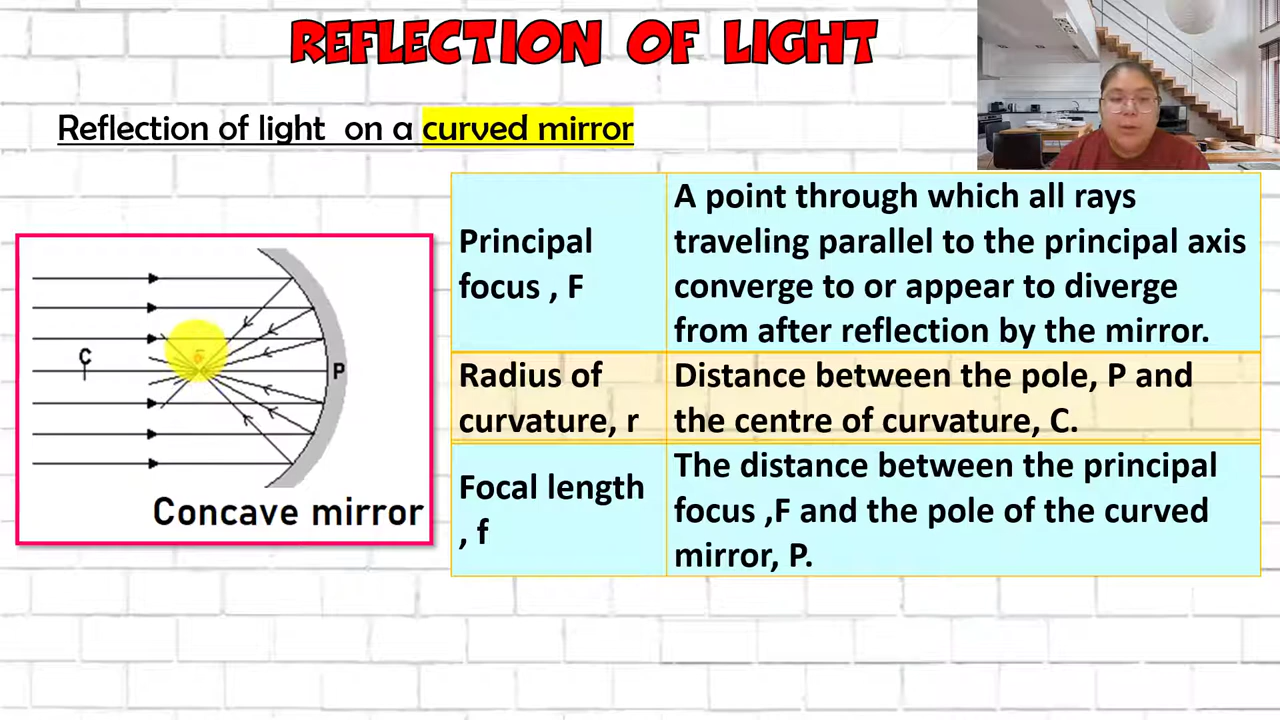 REFLECTION OF LIGHT
Reflection of light on a curved mirror
C
P
Concave mirror
Principal
focus , F
A point through which all rays
traveling parallel to the principal axis
converge to or appear to diverge
from after reflection by the mirror.
Radius of
curvature, r
Distance between the pole, P and
the centre of curvature, C.
Focal length
, f
The distance between the principal
focus ,F and the pole of the curved
mirror, P.